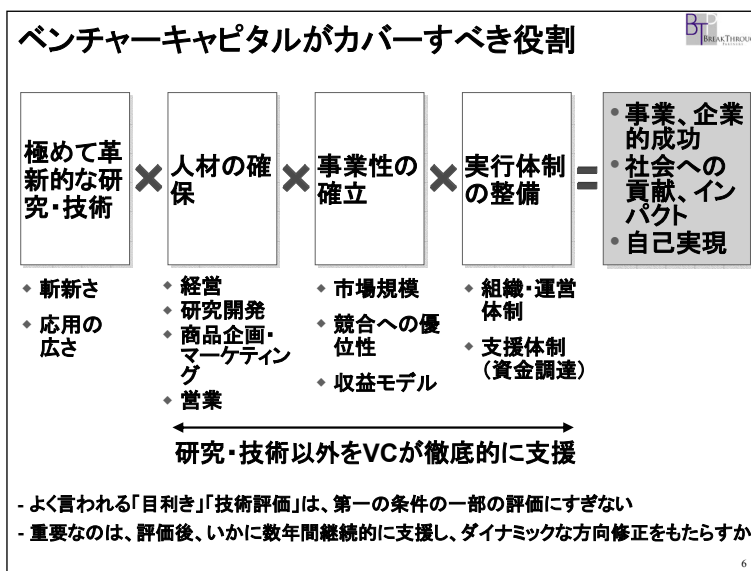 ベンチャーキャピタルがカバーすべき役割
BTP
BREAKTHROU
極めて革
新的な研
究・技術
×
人材の確
保
×
事業性の
確立
×
実行体制
の整備
=
• 事業、企業
的成功
• 社会への
貢献、イン
パクト
• 自己実現
◆ 斬新さ
◆ 応用の
広さ
◆ 経営
◆ 研究開発
◆ 商品企画・
マーケティン
グ
◆ 営業
◆ 市場規模
◆ 競合への優
位性
◆ 収益モデル
◆ 組織・運営
体制
◆ 支援体制
(資金調達)
研究・技術以外をVCが徹底的に支援
- よく言われる「目利き」「技術評価」は、第一の条件の一部の評価にすぎない
- 重要なのは、評価後、いかに数年間継続的に支援し、ダイナミックな方向修正をもたらすか
6